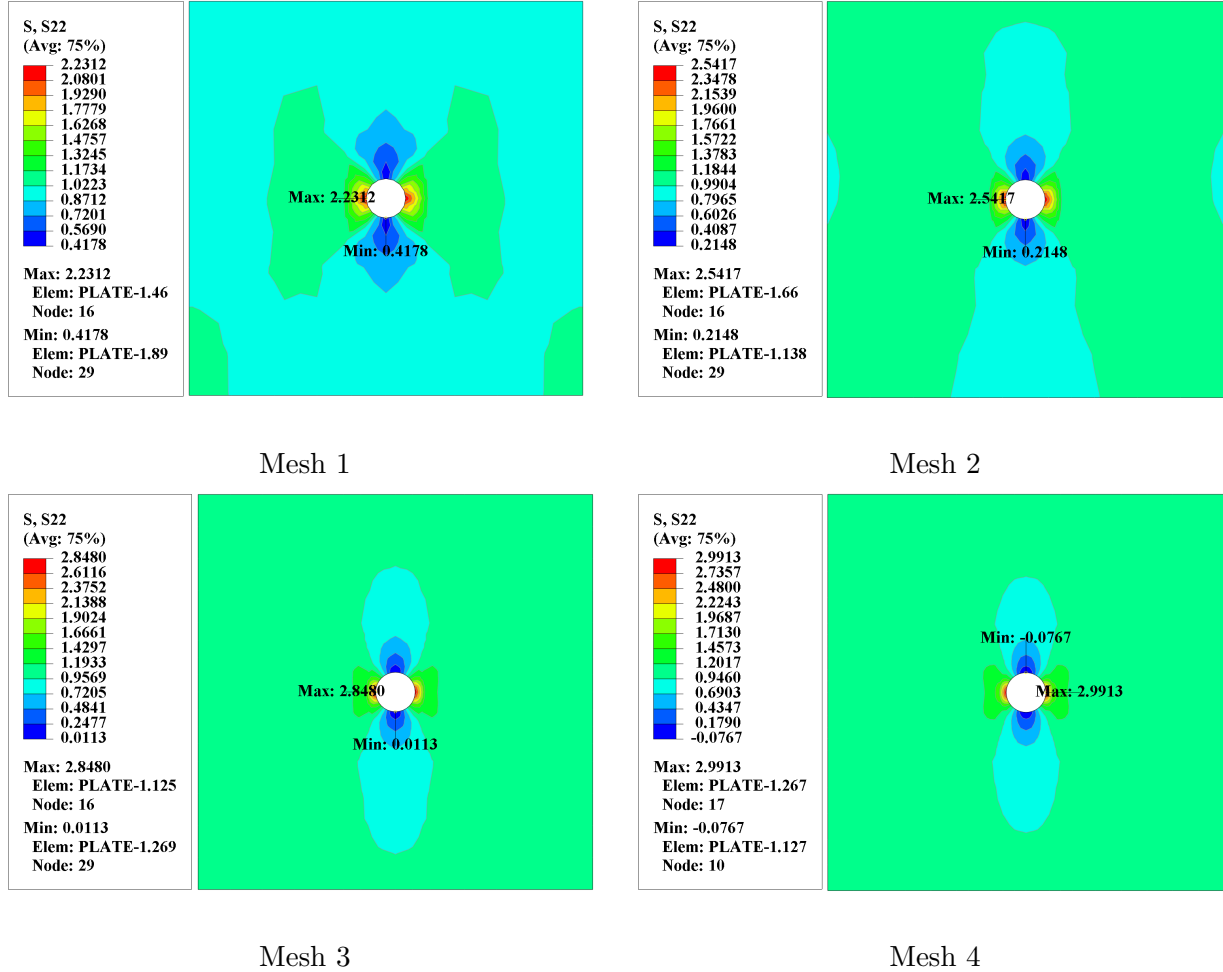 S, S22
(Avg: 75%)
2.2312
2.0801
1.9290
1.7779
1.6268
1.4757
1.3245
1.1734
1.0223
0.8712
0.7201
0.5690
0.4178
Max: 2.2312
Elem: PLATE-1.46
Node: 16
Min: 0.4178
Elem: PLATE-1.89
Node: 29
Max: 2.2312
Min: 0.4178
Mesh 1
S, S22
(Avg: 75%)
2.5417
2.3478
2.1539
1.9600
1.7661
1.5722
1.3783
1.1844
0.9904
0.7965
0.6026
0.4087
0.2148
Max: 2.5417
Elem: PLATE-1.66
Node: 16
Min: 0.2148
Elem: PLATE-1.138
Node: 29
Max: 2.5417
Min: 0.2148
Mesh 2
S, S22
(Avg: 75%)
2.8480
2.6116
2.3752
2.1388
1.9024
1.6661
1.4297
1.1933
0.9569
0.7205
0.4841
0.2477
0.0113
Max: 2.8480
Elem: PLATE-1.125
Node: 16
Min: 0.0113
Elem: PLATE-1.269
Node: 29
Max: 2.8480
Min: 0.0113
Mesh 3
S, S22
(Avg: 75%)
2.9913
2.7357
2.4800
2.2243
1.9687
1.7130
1.4573
1.2017
0.9460
0.6903
0.4347
0.1790
-0.0767
Max: 2.9913
Elem: PLATE-1.267
Node: 17
Min: -0.0767
Elem: PLATE-1.127
Node: 10
Min: -0.0767
Max: 2.9913
Mesh 4